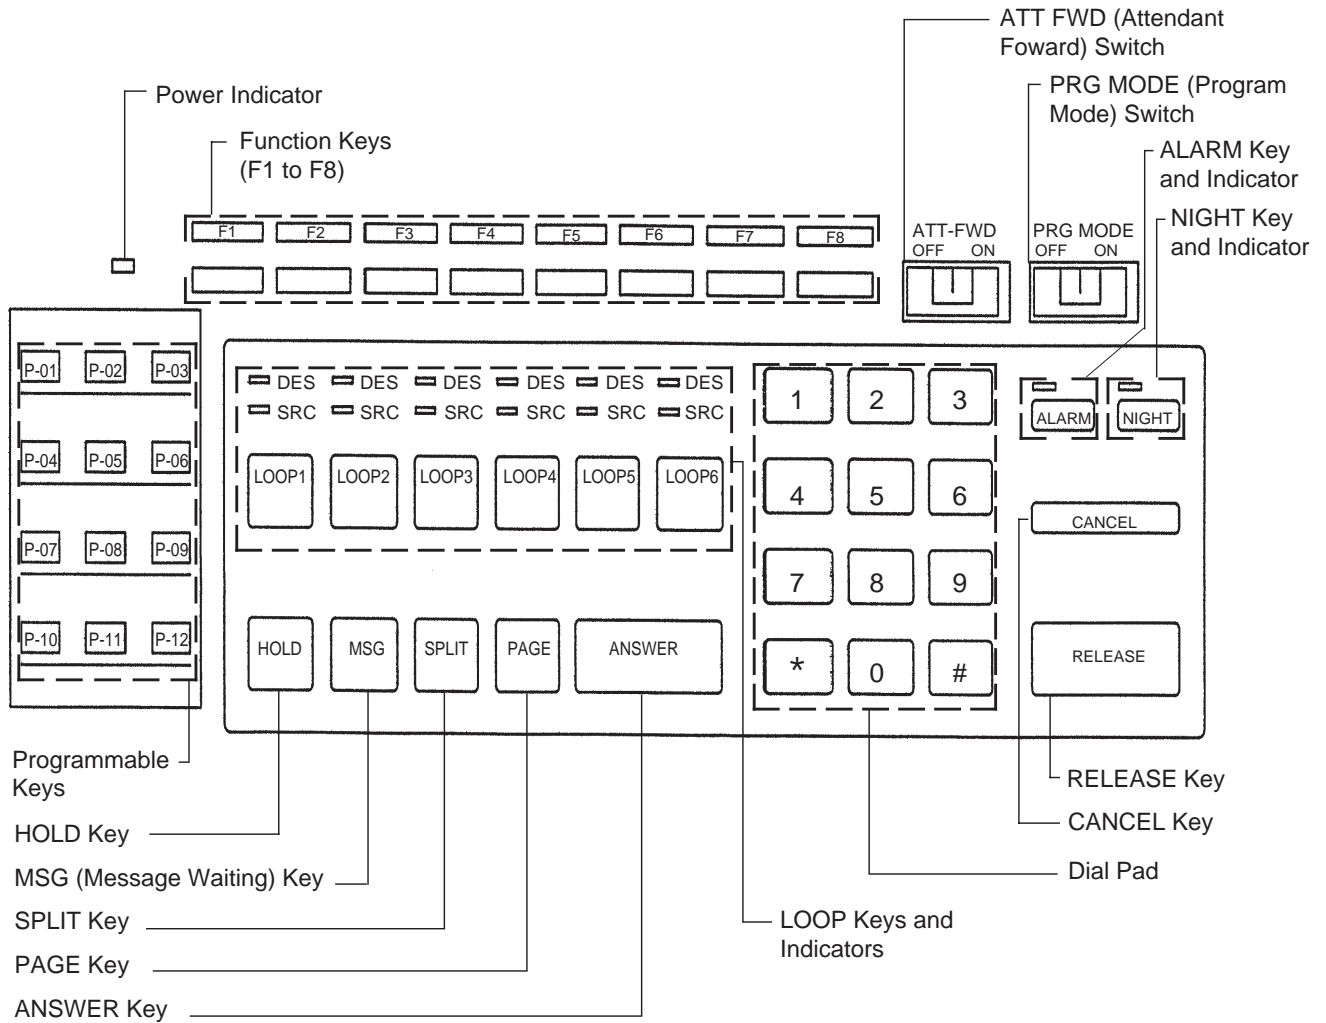 ATT FWD (Attendant
Foward) Switch
PRG MODE (Program
Mode) Switch
Power Indicator
Function Keys
(F1 to F8)
ALARM Key
and Indicator
NIGHT Key
and Indicator
F1 F2 F3 F4 F5 F6 F7 F8
ATT-FWD
OFF ON
PRG MODE
OFF ON
P-01 P-02 P-03
P-04 P-05 P-06
P-07 P-08 P-09
P-10 P-11 P-12
DES DES DES DES DES DES
SRC SRC SRC SRC SRC SRC
LOOP1 LOOP2 LOOP3 LOOP4 LOOP5 LOOP6
HOLD MSG SPLIT PAGE ANSWER
1 2 3
4 5 6
7 8 9
* 0 #
ALARM NIGHT
CANCEL
RELEASE
Programmable
Keys
HOLD Key
MSG (Message Waiting) Key
SPLIT Key
PAGE Key
ANSWER Key
RELEASE Key
CANCEL Key
Dial Pad
LOOP Keys and
Indicators